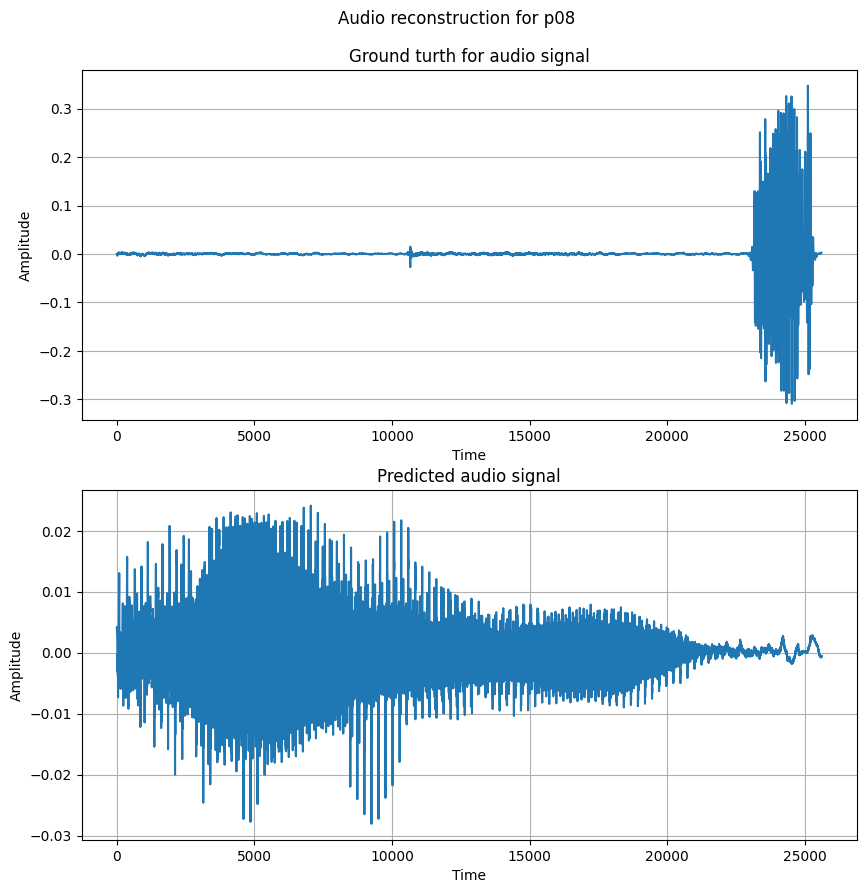 Audio reconstruction for p08
Ground turth for audio signal
0.3
0.2
0.1
0.0
−0.1
−0.2
−0.3
Amplitude
0 5000 10000 15000 20000 25000
Time
Predicted audio signal
0.02
0.01
0.00
−0.01
−0.02
−0.03
Amplitude
0 5000 10000 15000 20000 25000
Time